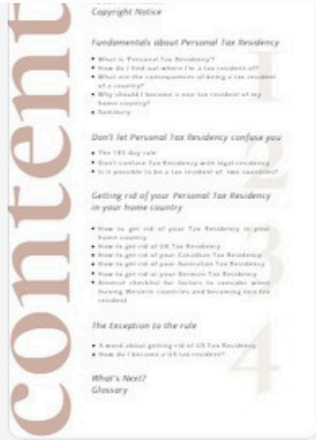 content
Copyright Notice
Fundamentals about Personal Tax Residency
1
• What is 'Personal Tax Residency'?
• How do I find out where I'm a tax resident of?
• What are the consequences of being a tax resident
of a country?
• Why should I become a non tax resident of my
home country?
• Summary
Don't let Personal Tax Residency confuse you
2
• The 183 day rule
• Don't confuse Tax Residency with legal residency
• Is it possible to be a tax resident of two countries?
Getting rid of your Personal Tax Residency
in your home country
3
• How to get rid of your Tax Residency in your
home country
• How to get rid of UK Tax Residency
• How to get rid of your Canadian Tax Residency
• How to get rid of your Australian Tax Residency
• How to get rid of your German Tax Residency
• General checklist for factors to consider when
leaving Western countries and becoming tax-free
resident
The Exception to the rule
4
• A word about getting rid of US Tax Residency
• How do I become a US tax resident?
What's Next?
Glossary